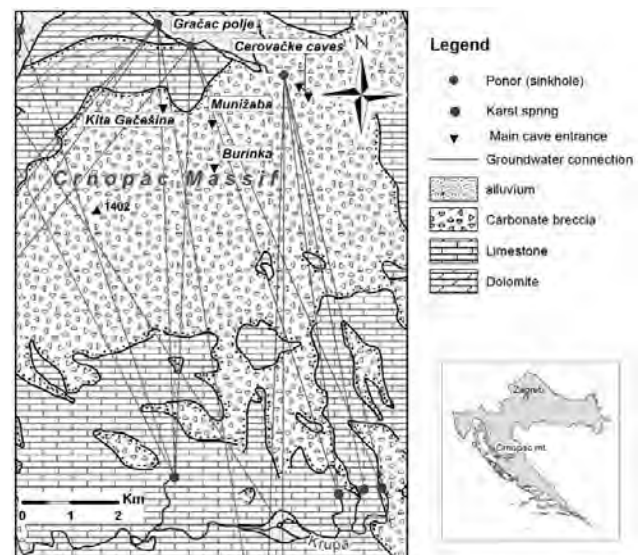 Gračac polje
Cerovačke caves
N
Munižaba
Kita Gaćešina
Burinka
Crnopac Massif
1402
Km
0 1 2
Krupa
Legend
Ponor (sinkhole)
Karst spring
Main cave entrance
Groundwater connection
alluvium
Carbonate breccia
Limestone
Dolomite
Zagreb
Crnopac mt.